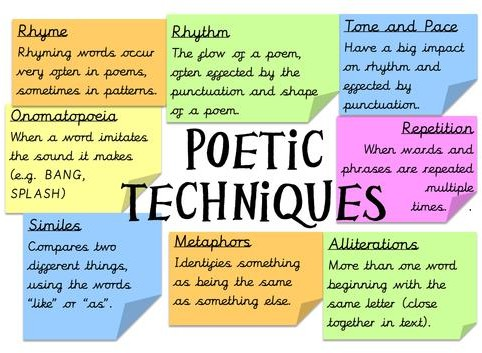 Rhyme
Rhyming words occur
very often in poems,
sometimes in patterns.
Rhythm
The flow of a poem,
often effected by the
punctuation and shape
of a poem.
Tone and Pace
Have a big impact
on rhythm and
effected by
punctuation.
Onomatopoeia
When a word imitates
the sound it makes
(e.g. BANG,
SPLASH)
POETiC
TECHNiQUES
Repetition
When words and
phrases are repeated
multiple
times. .
Similes
Compares two
different things,
using the words
"like" or "as".
Metaphors
Identifies something
as being the same
as something else.
Alliterations
More than one word
beginning with the
same letter (close
together in text).